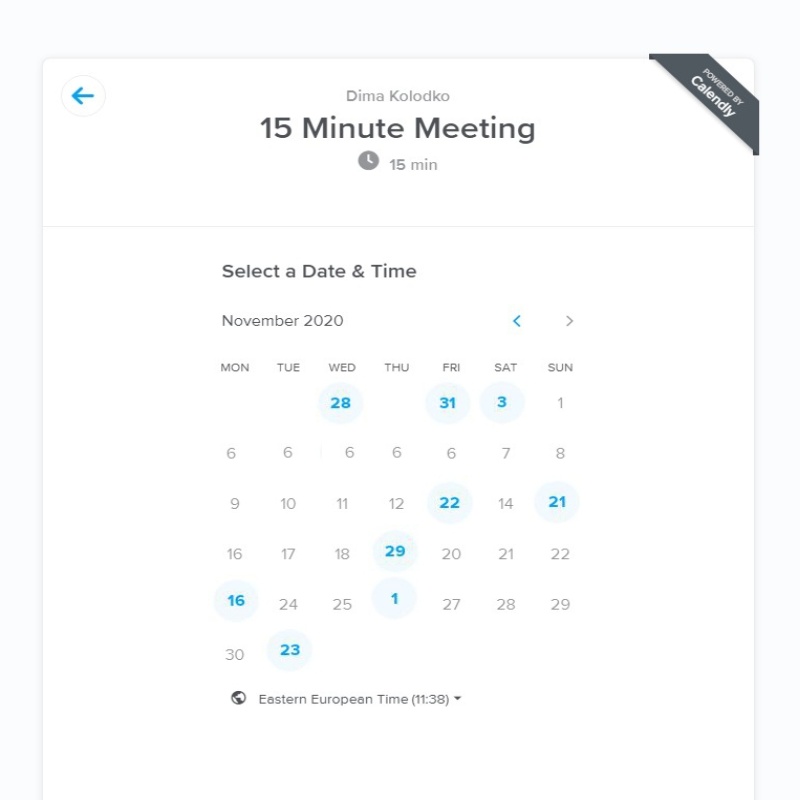 POWERED BY
Calendly
Dima Kolodko
15 Minute Meeting
15 min
Select a Date & Time
November 2020
MON TUE WED THU FRI SAT SUN
28 31 3 1
6 6 6 6 6 7 8
9 10 11 12 22 14 21
16 17 18 29 20 21 22
16 24 25 1 27 28 29
30 23
Eastern European Time (11:38)